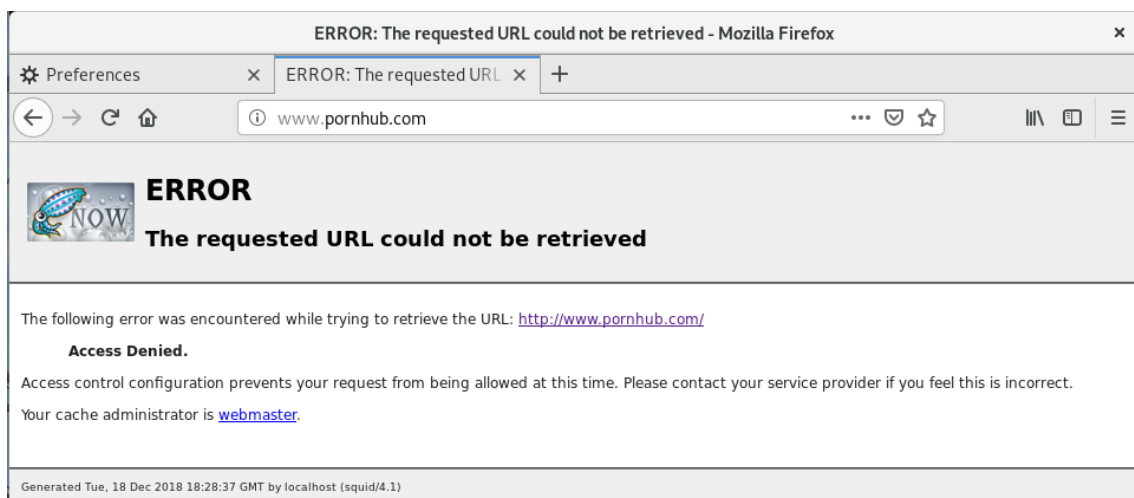 ERROR: The requested URL could not be retrieved - Mozilla Firefox
Preferences
ERROR: The requested URL
www.pornhub.com
NOW
ERROR
The requested URL could not be retrieved
The following error was encountered while trying to retrieve the URL: http://www.pornhub.com/
Access Denied.
Access control configuration prevents your request from being allowed at this time. Please contact your service provider if you feel this is incorrect.
Your cache administrator is webmaster.
Generated Tue, 18 Dec 2018 18:28:37 GMT by localhost (squid/4.1)